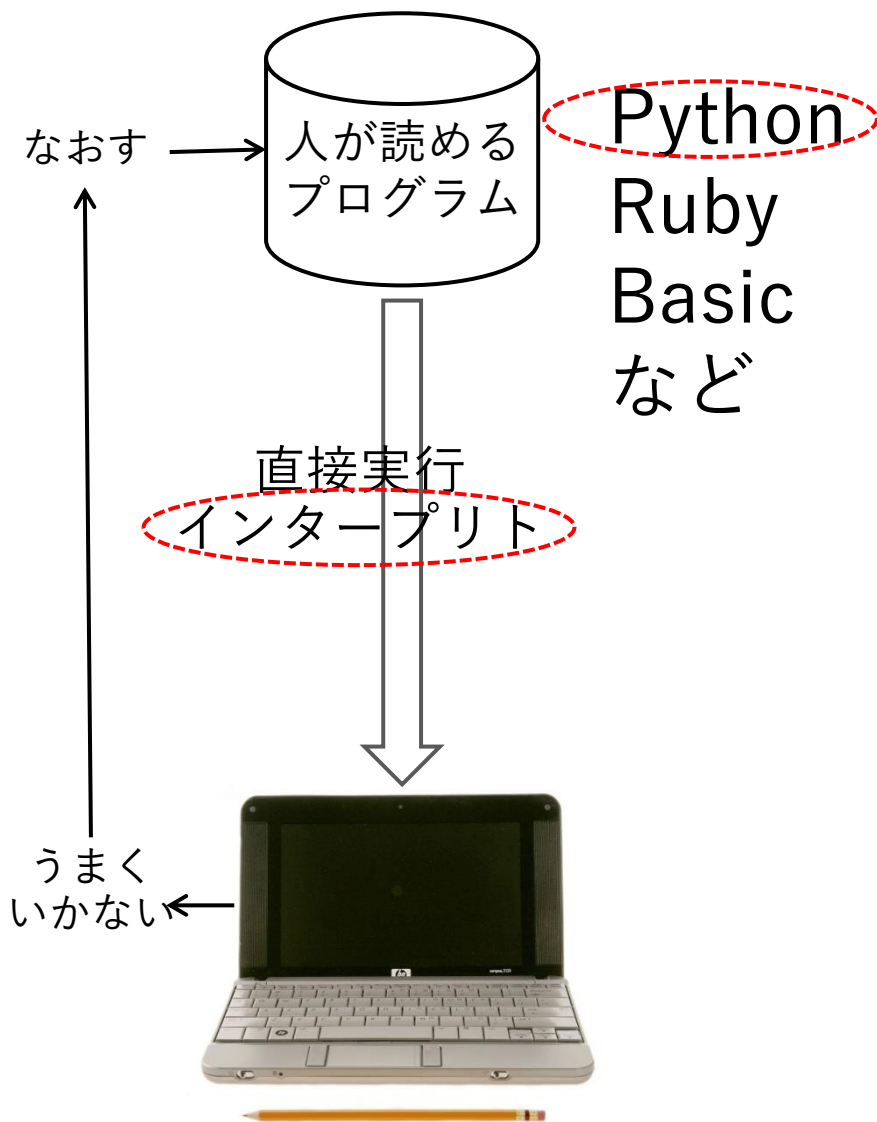 なおす
人が読める
プログラム
Python
Ruby
Basic
など
直接実行
インタープリト
うまく
いかない
hp